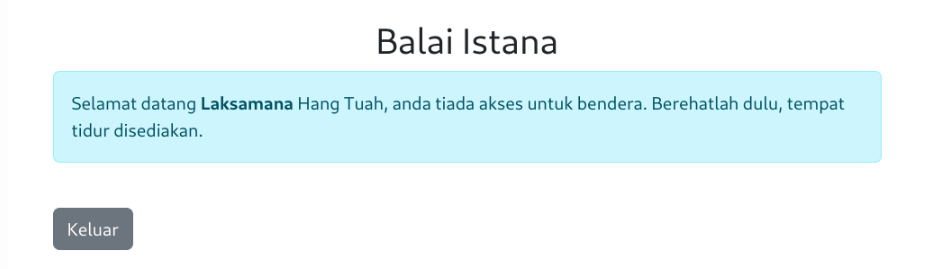 Balai Istana
Selamat datang Laksamana Hang Tuah, anda tiada akses untuk bendera. Berehatlah dulu, tempat
tidur disediakan.
Keluar